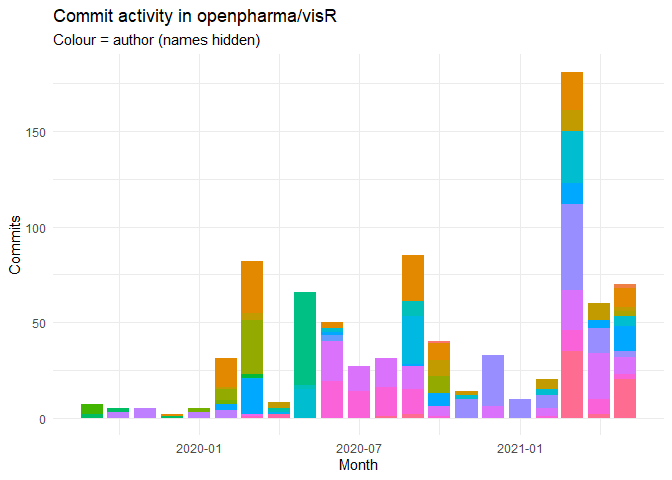 Commit activity in openpharma/visR
Colour = author (names hidden)
150
100
50
0
Commits
2020-01
2020-07
2021-01
Month